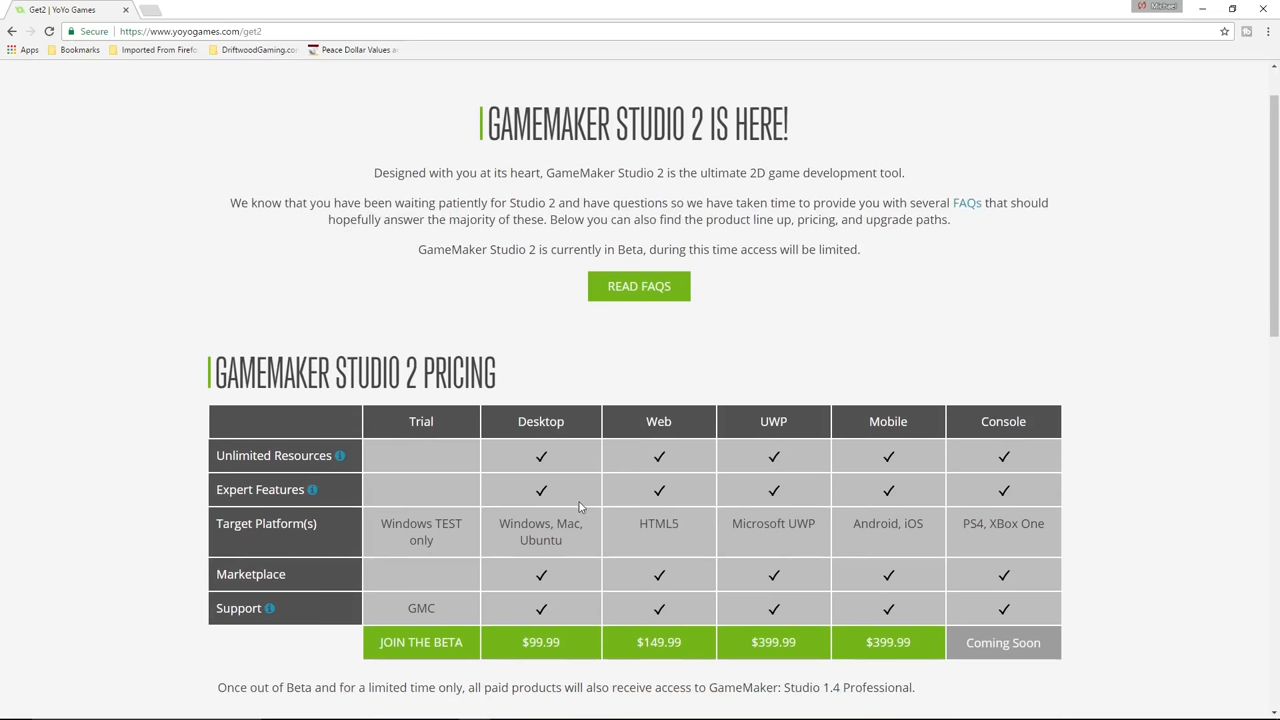 Get2 | YoYo Games
Michael
Secure
https://www.yoyogames.com/get2
Apps
Bookmarks
Imported From Firefo
DriftwoodGaming.co
Peace Dollar Values a
GAMEMAKER STUDIO 2 IS HERE!
Designed with you at its heart, GameMaker Studio 2 is the ultimate 2D game development tool.
We know that you have been waiting patiently for Studio 2 and have questions so we have taken time to provide you with several FAQs that should
hopefully answer the majority of these. Below you can also find the product line up, pricing, and upgrade paths.
GameMaker Studio 2 is currently in Beta, during this time access will be limited.
READ FAQS
GAMEMAKER STUDIO 2 PRICING
Trial Desktop Web UWP Mobile Console
Unlimited Resources
Expert Features
Target Platform(s) Windows TEST Windows, Mac, HTML5 Microsoft UWP Android, iOS PS4, XBox One
only Ubuntu
Marketplace
Support GMC
JOIN THE BETA $99.99 $149.99 $399.99 $399.99 Coming Soon
Once out of Beta and for a limited time only, all paid products will also receive access to GameMaker: Studio 1.4 Professional.